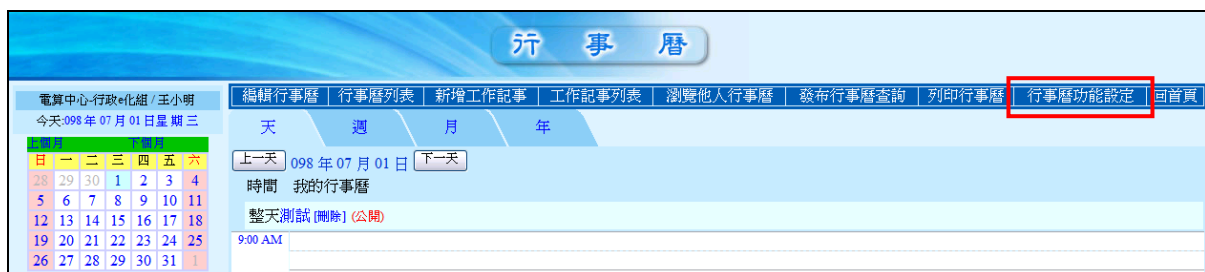 行 事 曆
編輯行事曆 行事曆列表 新增工作記事 工作記事列表 瀏覽他人行事曆 發布行事曆查詢 列印行事曆 行事曆功能設定 回首頁
電算中心-行政e化組 / 王小明
今天:098 年 07 月 01 日星 期 三
上個月 下個月
日 一 二 三 四 五 六
28 29 30 1 2 3 4
5 6 7 8 9 10 11
12 13 14 15 16 17 18
19 20 21 22 23 24 25
26 27 28 29 30 31 1
天 週 月 年
上一天 098 年 07 月 01 日 下一天
時間 我的行事曆
整天測試 [刪除] (公開)
9:00 AM